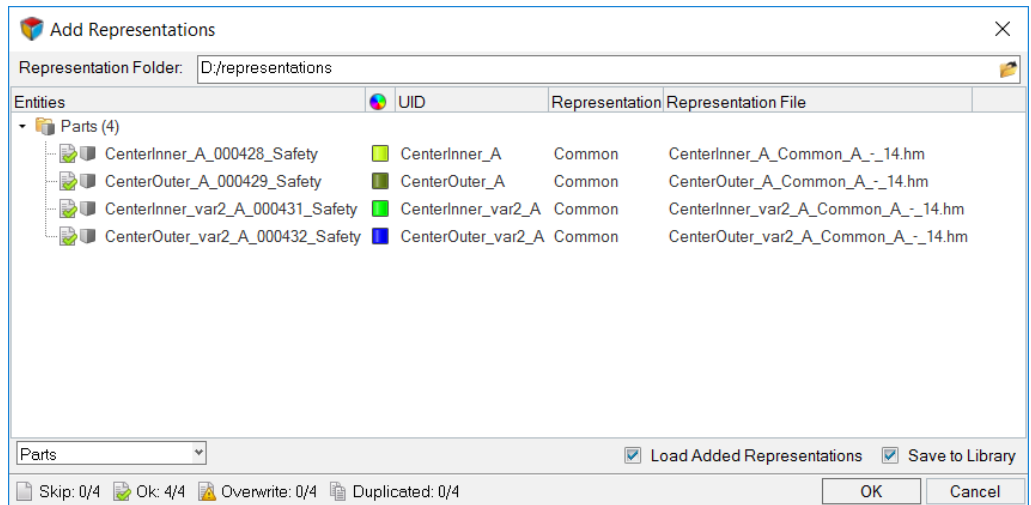 Add Representations
Representation Folder: D:/representations
Entities UID Representation Representation File
Parts (4)
CenterInner_A_000428_Safety CenterInner_A Common CenterInner_A_Common_A_-_14.hm
CenterOuter_A_000429_Safety CenterOuter_A Common CenterOuter_A_Common_A_-_14.hm
CenterInner_var2_A_000431_Safety CenterInner_var2_A Common CenterInner_var2_A_Common_A_-_14.hm
CenterOuter_var2_A_000432_Safety CenterOuter_var2_A Common CenterOuter_var2_A_Common_A_-_14.hm
Parts Load Added Representations Save to Library
Skip: 0/4 Ok: 4/4 Overwrite: 0/4 Duplicated: 0/4 OK Cancel